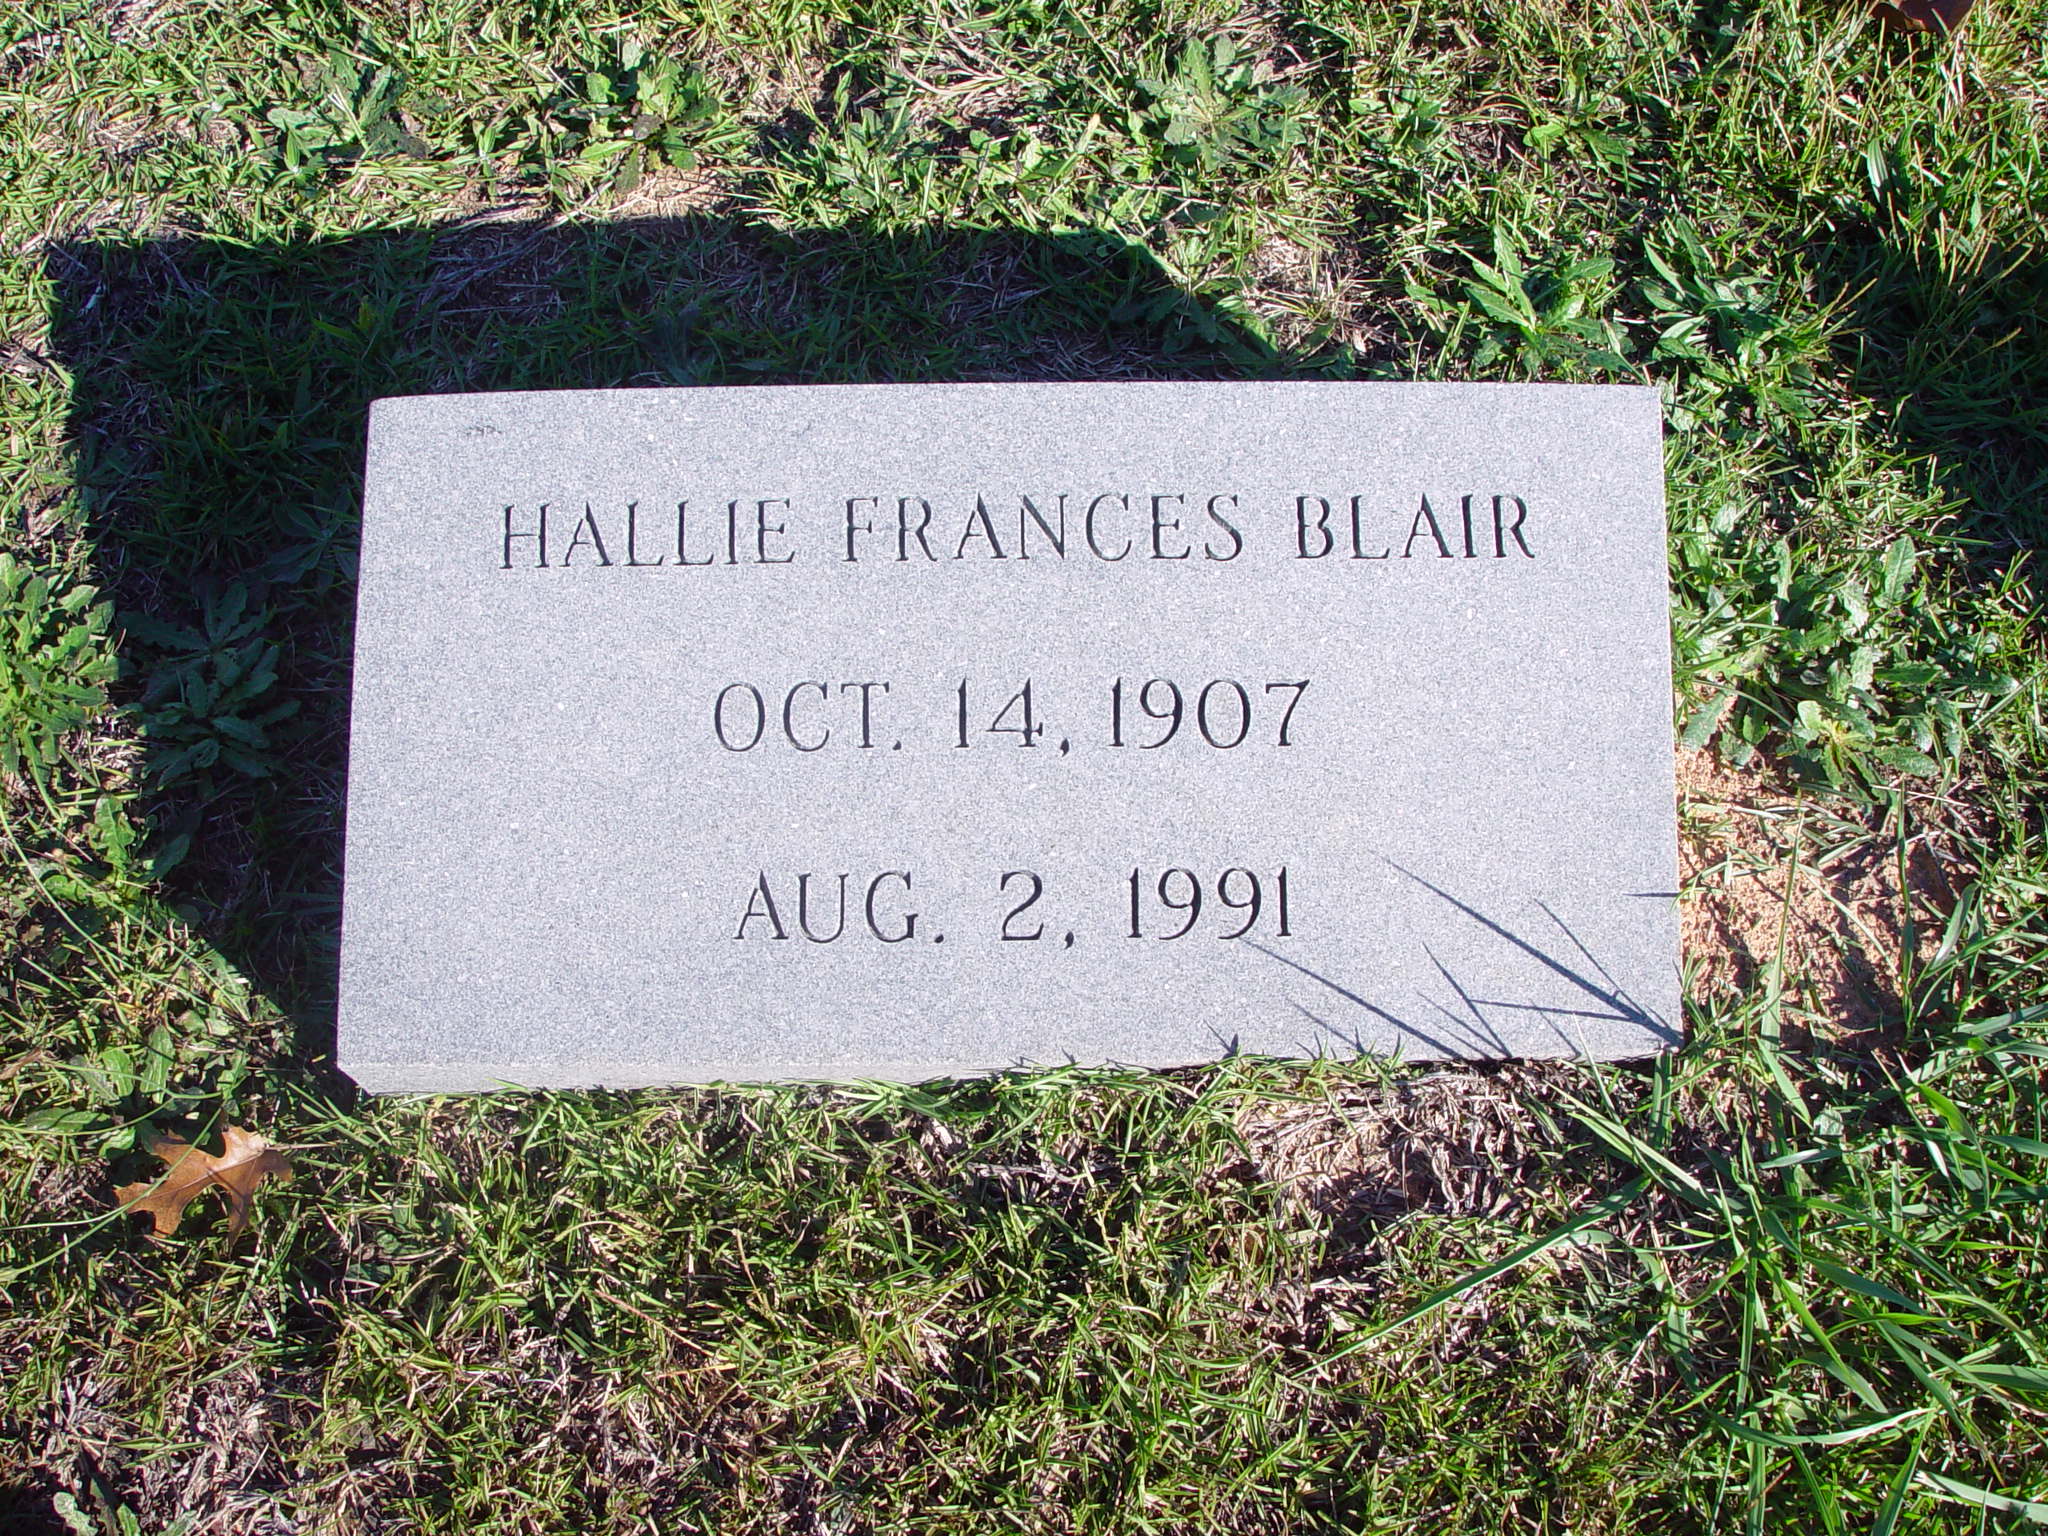 HALLIE FRANCES BLAIR
OCT. 14, 1907
AUG. 2, 1991